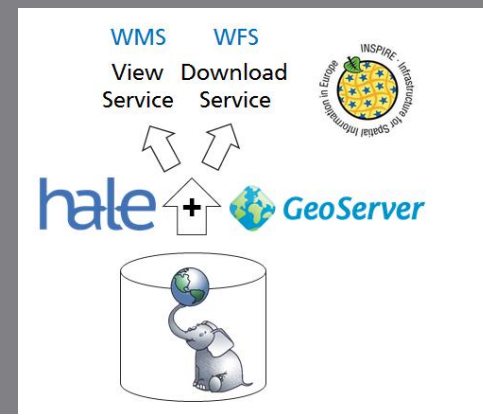 WMS WFS
View Download
Service Service
INSPIRE · Infrastructure for Spatial Information in Europe
hale + GeoServer